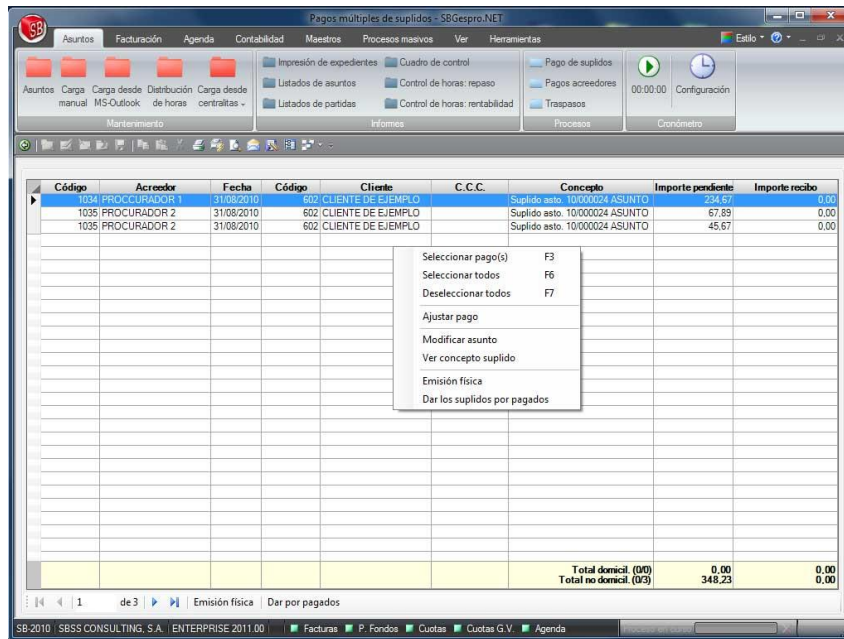 Pagos múltiples de suplidos - SBGespro.NET
SB
Asuntos Facturación Agenda Contabilidad Maestros Procesos masivos Ver Herramientas Estilo
Impresión de expedientes Cuadro de control Pago de suplidos
Listados de asuntos Control de horas: repaso Pagos acreedores
Listados de partidas Control de horas: rentabilidad Traspasos
Asuntos Carga manual Carga desde MS-Outlook Distribución de horas Carga desde centralitas
00:00:00 Configuración
Mantenimiento Informes Procesos Cronómetro
Código Acreedor Fecha Código Cliente C.C.C. Concepto Importe pendiente Importe recibo
1034 PROCCURADOR 1 31/08/2010 602 CLIENTE DE EJEMPLO Suplido asto. 10/000024 ASUNTO 234,67 0,00
1035 PROCURADOR 2 31/08/2010 602 CLIENTE DE EJEMPLO Suplido asto. 10/000024 ASUNTO 67,89 0,00
1035 PROCURADOR 2 31/08/2010 602 CLIENTE DE EJEMPLO Suplido asto. 10/000024 ASUNTO 45,67 0,00
Seleccionar pago(s) F3
Seleccionar todos F6
Deseleccionar todos F7
Ajustar pago
Modificar asunto
Ver concepto suplido
Emisión física
Dar los suplidos por pagados
Total domicil. (0/0) 0,00 0,00
Total no domicil. (0/3) 348,23 0,00
1 de 3 Emisión física Dar por pagados
SB-2010 SBSS CONSULTING, S.A. ENTERPRISE 2011.00 Facturas P. Fondos Cuotas Cuotas G.V. Agenda